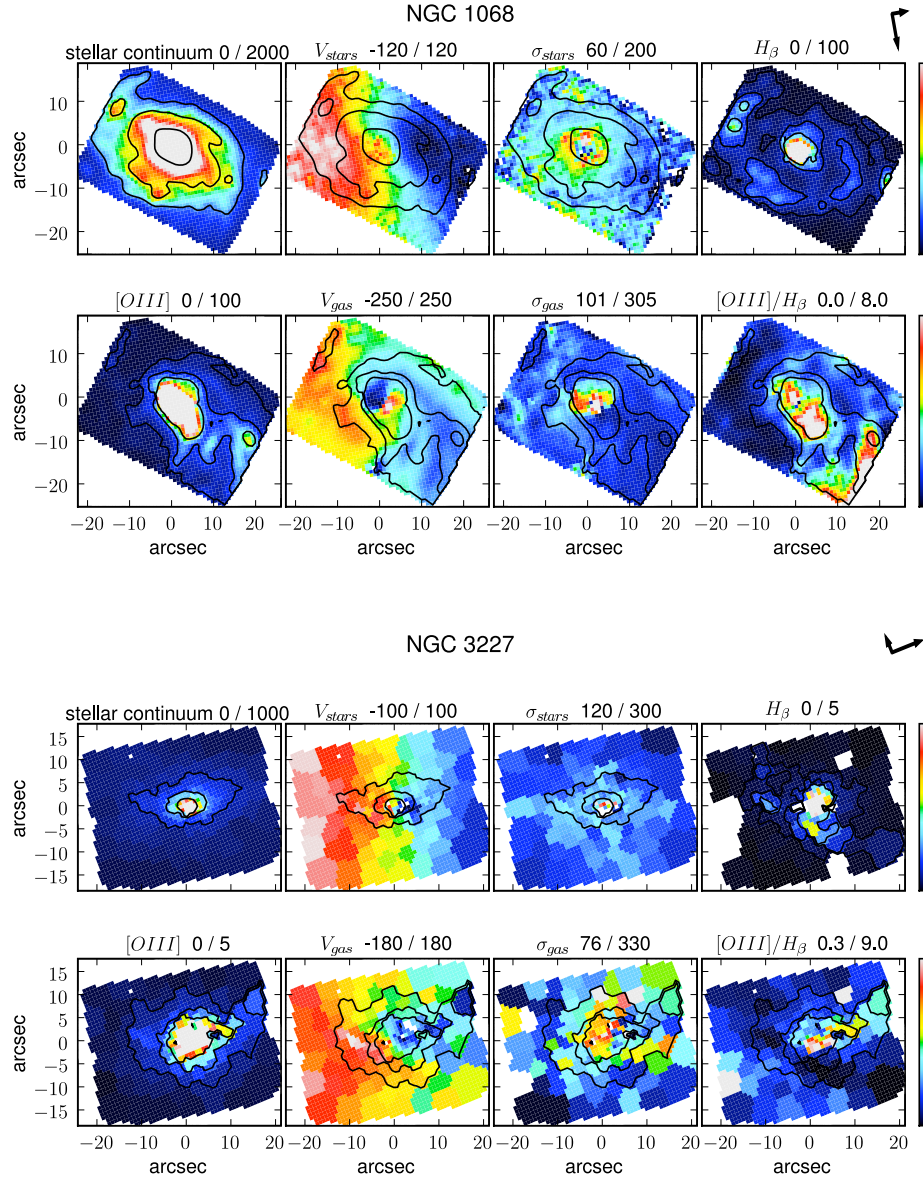 NGC 1068
stellar continuum 0 / 2000
V_stars -120 / 120
σ_stars 60 / 200
H_β 0 / 100
arcsec
10
0
−10
−20
[OIII] 0 / 100
V_gas -250 / 250
σ_gas 101 / 305
[OIII]/H_β 0.0 / 8.0
arcsec
10
0
−10
−20
−20 −10 0 10 20
−20 −10 0 10 20
−20 −10 0 10 20
−20 −10 0 10 20
arcsec
arcsec
arcsec
arcsec
NGC 3227
stellar continuum 0 / 1000
V_stars -100 / 100
σ_stars 120 / 300
H_β 0 / 5
arcsec
15
10
5
0
−5
−10
−15
[OIII] 0 / 5
V_gas -180 / 180
σ_gas 76 / 330
[OIII]/H_β 0.3 / 9.0
arcsec
15
10
5
0
−5
−10
−15
−20 −10 0 10 20
−20 −10 0 10 20
−20 −10 0 10 20
−20 −10 0 10 20
arcsec
arcsec
arcsec
arcsec